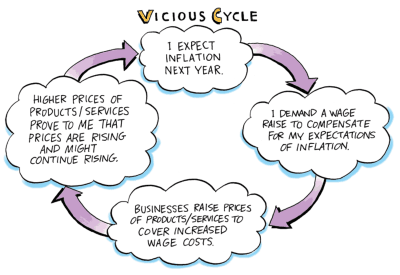 VICIOUS CYCLE
I EXPECT
INFLATION
NEXT YEAR.
I DEMAND A WAGE
RAISE TO COMPENSATE
FOR MY EXPECTATIONS
OF INFLATION.
BUSINESSES RAISE PRICES
OF PRODUCTS/SERVICES TO
COVER INCREASED
WAGE COSTS.
HIGHER PRICES OF
PRODUCTS/SERVICES
PROVE TO ME THAT
PRICES ARE RISING
AND MIGHT
CONTINUE RISING.